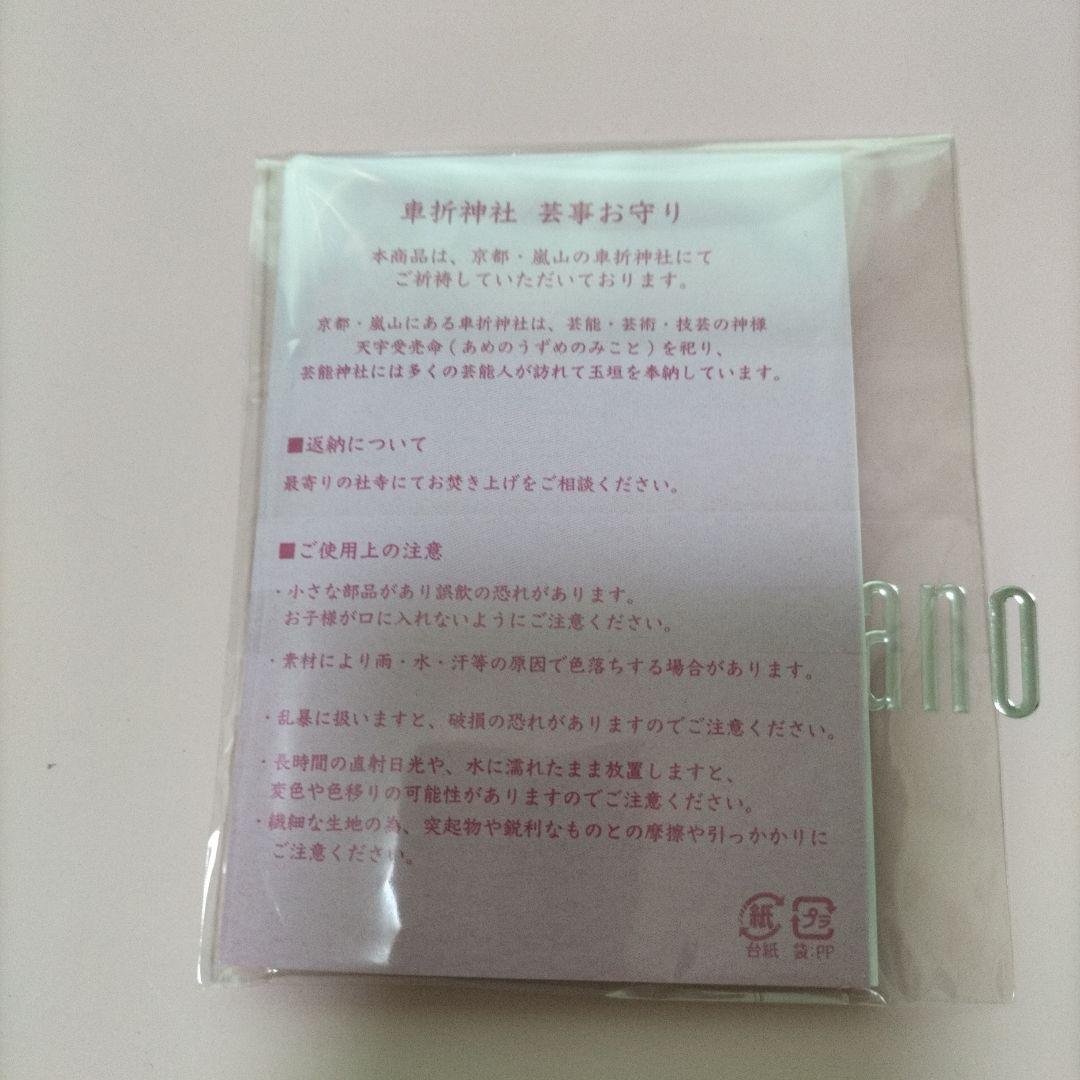 車折神社 芸事お守り
本商品は、京都・嵐山の車折神社にて
ご祈祷していただいております。
京都・嵐山にある車折神社は、芸能・芸術・技芸の神様
天宇受売命(あめのうずめのみこと)を祀り、
芸能神社には多くの芸能人が訪れて玉垣を奉納しています。
■返納について
最寄りの社寺にてお焚き上げをご相談ください。
■ご使用上の注意
・小さな部品があり誤飲の恐れがあります。
お子様が口に入れないようにご注意ください。
・素材により雨・水・汗等の原因で色落ちする場合があります。
・乱暴に扱いますと、破損の恐れがありますのでご注意ください。
・長時間の直射日光や、水に濡れたまま放置しますと、
変色や色移りの可能性がありますのでご注意ください。
・繊細な生地の為、突起物や鋭利なものとの摩擦や引っかかりに
ご注意ください。
紙 プラ
台紙 袋:PP
ano